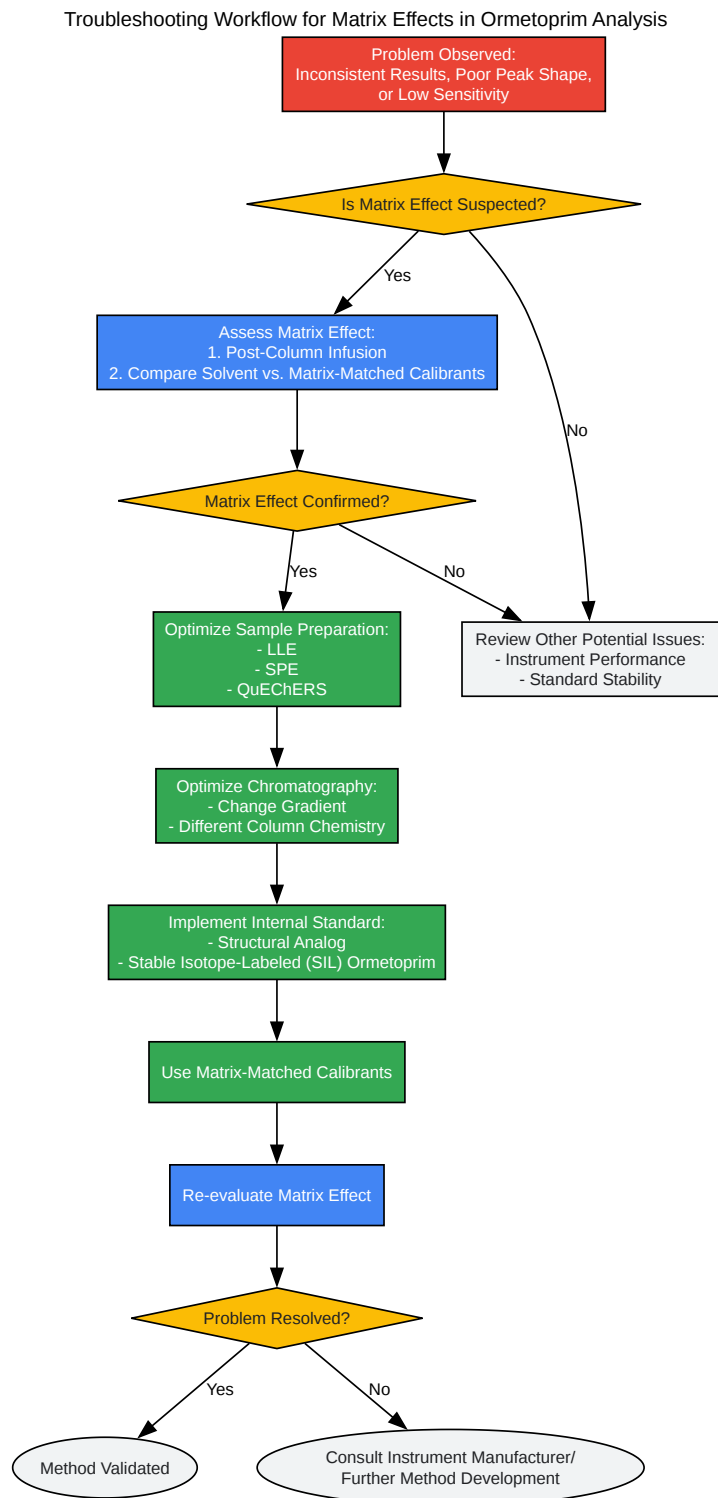 Troubleshooting Workflow for Matrix Effects in Ormetoprim Analysis
Problem Observed:
Inconsistent Results, Poor Peak Shape,
or Low Sensitivity
Is Matrix Effect Suspected?
Yes
No
Assess Matrix Effect:
1. Post-Column Infusion
2. Compare Solvent vs. Matrix-Matched Calibrants
Matrix Effect Confirmed?
Yes
No
Optimize Sample Preparation:
- LLE
- SPE
- QuEChERS
Review Other Potential Issues:
- Instrument Performance
- Standard Stability
Optimize Chromatography:
- Change Gradient
- Different Column Chemistry
Implement Internal Standard:
- Structural Analog
- Stable Isotope-Labeled (SIL) Ormetoprim
Use Matrix-Matched Calibrants
Re-evaluate Matrix Effect
Problem Resolved?
Yes
No
Method Validated
Consult Instrument Manufacturer/
Further Method Development